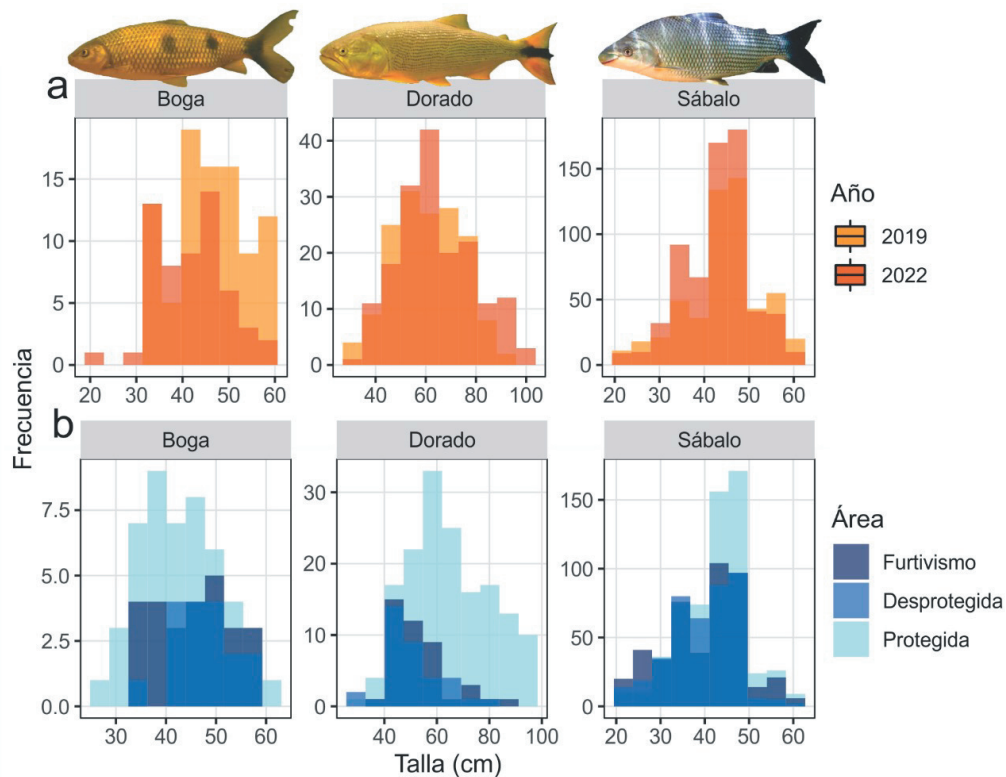 a
Boga Dorado Sábalo
15
10
5
0
20 30 40 50 60
40
30
20
10
0
40 60 80 100
150
100
50
0
20 30 40 50 60
Año
2019
2022
Frecuencia
b
Boga Dorado Sábalo
7.5
5.0
2.5
0.0
30 40 50 60
30
20
10
0
40 60 80 100
150
100
50
0
20 30 40 50 60
Talla (cm)
Área
Furtivismo
Desprotegida
Protegida